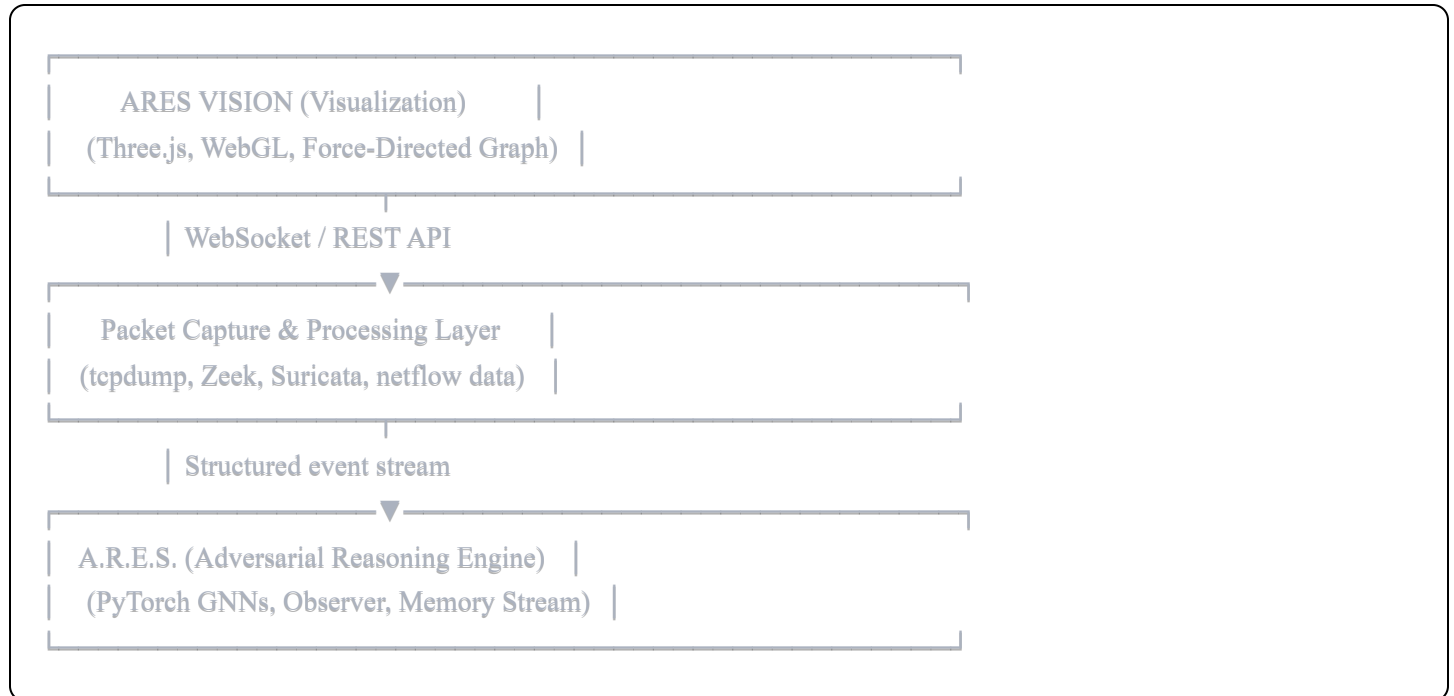 ARES VISION (Visualization)
(Three.js, WebGL, Force-Directed Graph)
WebSocket / REST API
Packet Capture & Processing Layer
(tcpdump, Zeek, Suricata, netflow data)
Structured event stream
A.R.E.S. (Adversarial Reasoning Engine)
(PyTorch GNNs, Observer, Memory Stream)